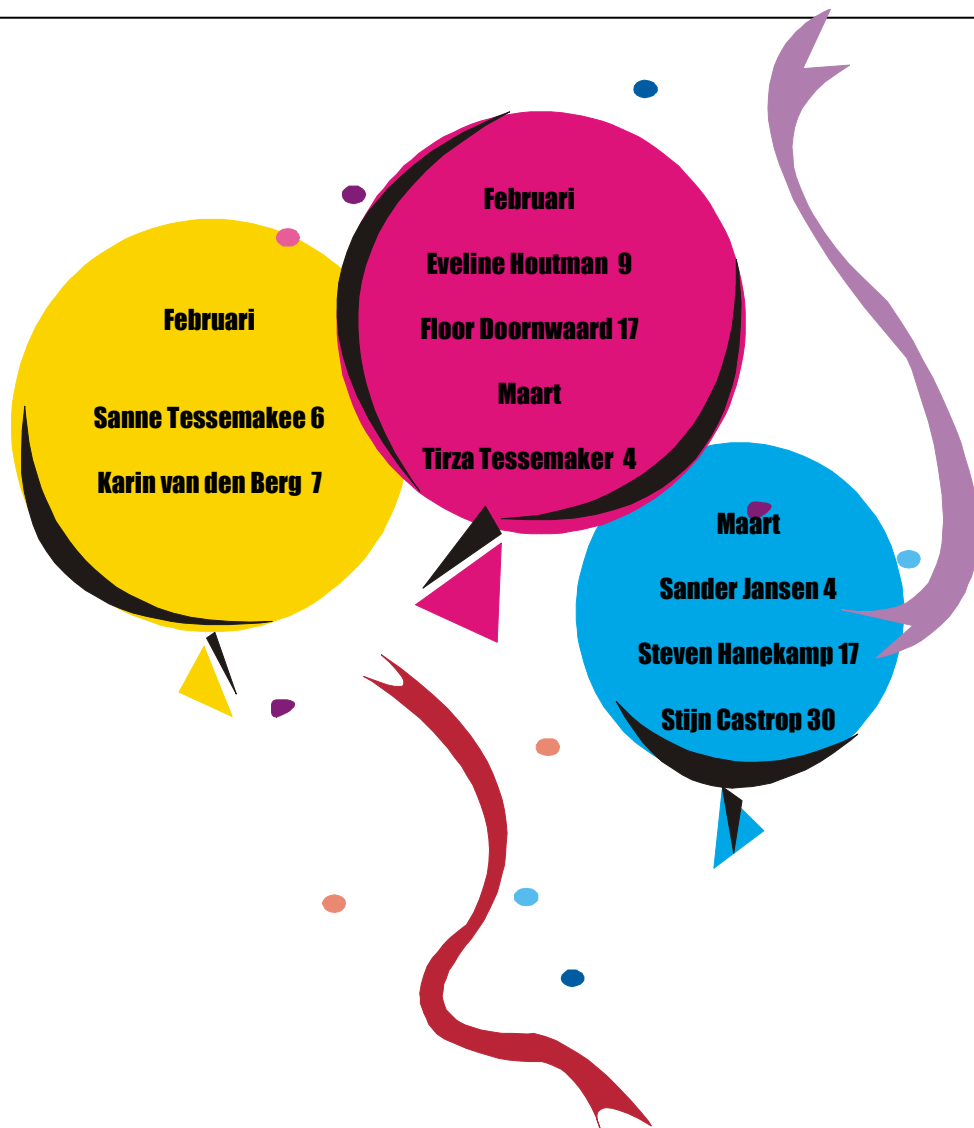 Februari
Sanne Tessemakee 6
Karin van den Berg 7
Februari
Eveline Houtman 9
Floor Doornwaard 17
Maart
Tirza Tessemaker 4
Maart
Sander Jansen 4
Steven Hanekamp 17
Stijn Castrop 30